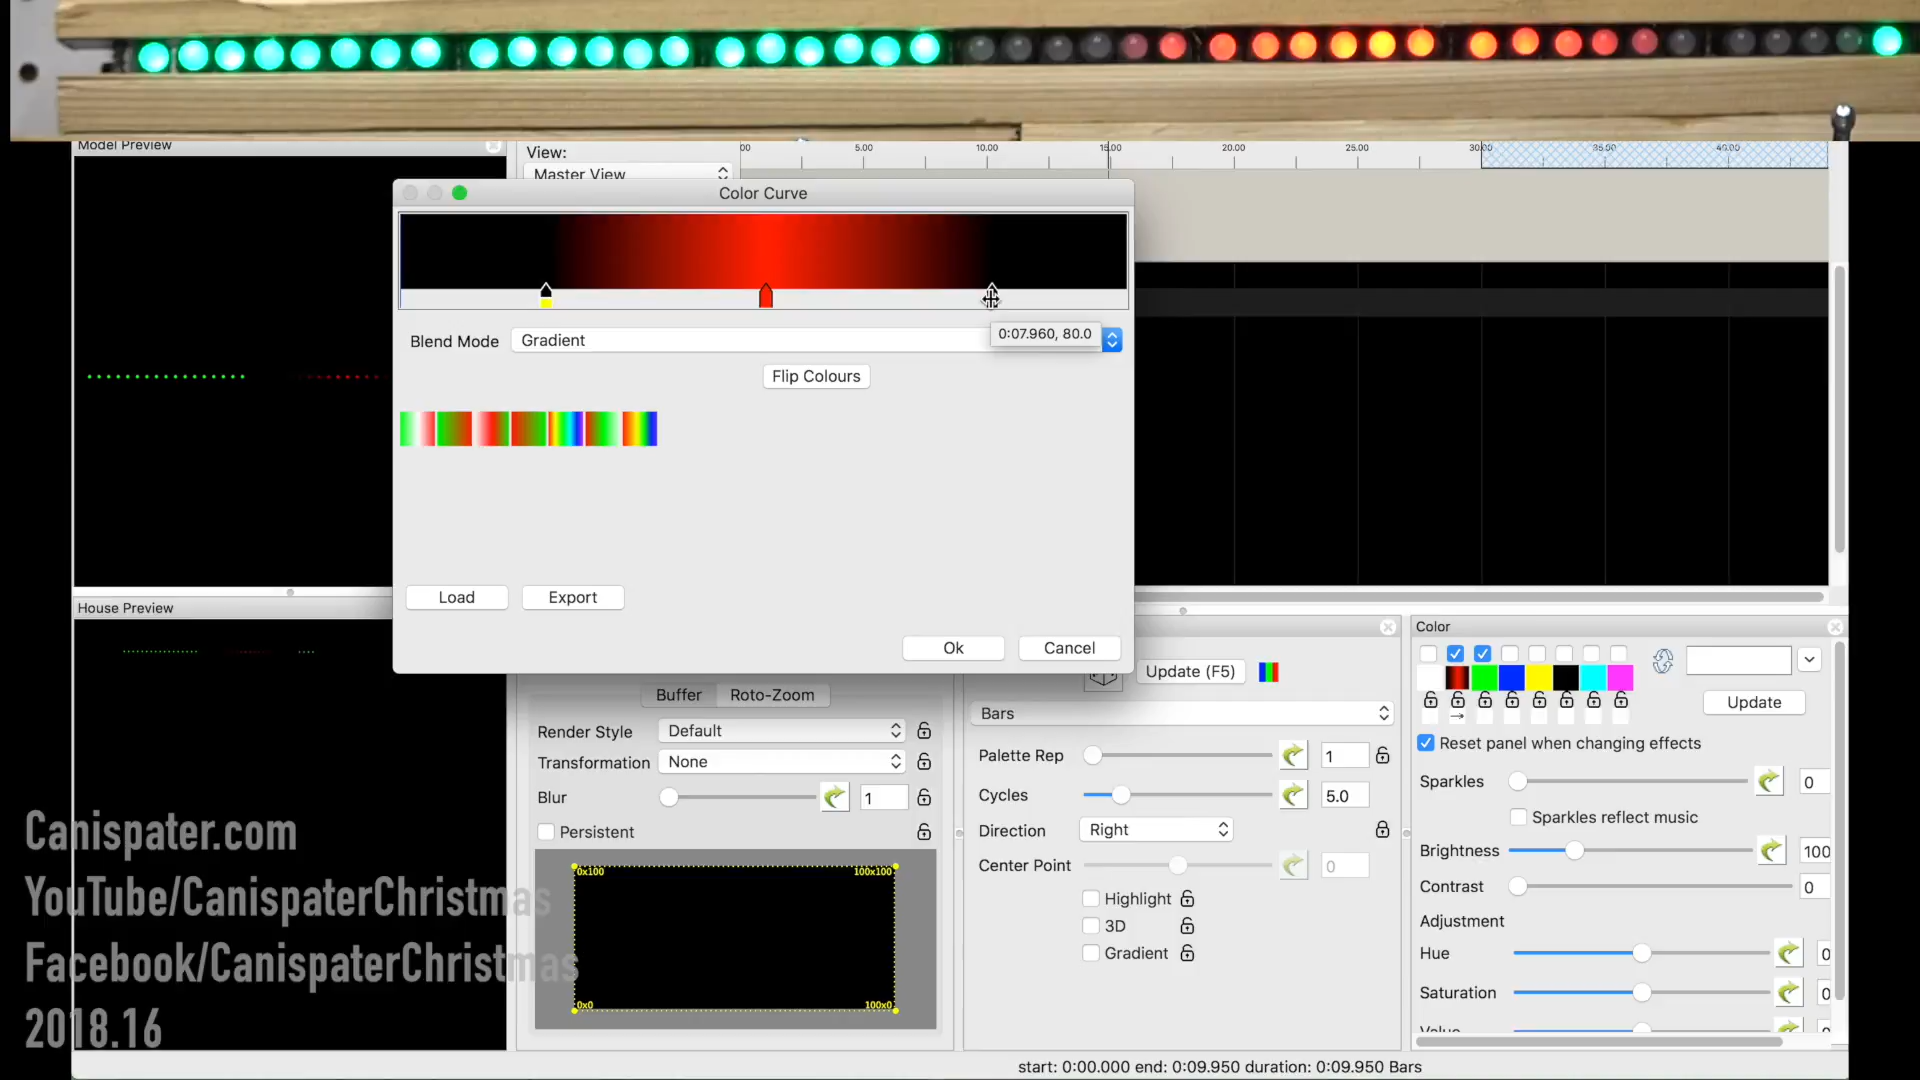 Model Preview
View:
Master View
00 5.00 10.00 15.00 20.00 25.00 30.00 35.00 40.00
Color Curve
0:07.960, 80.0
Blend Mode Gradient
Flip Colours
Load Export
Ok Cancel
House Preview
Buffer Roto-Zoom
Render Style Default
Transformation None
Blur 1
Persistent
0x100 100x100
0x0 100x0
Update (F5)
Bars
Palette Rep 1
Cycles 5.0
Direction Right
Center Point 0
Highlight
3D
Gradient
Color
Update
Reset panel when changing effects
Sparkles 0
Sparkles reflect music
Brightness 100
Contrast 0
Adjustment
Hue 0
Saturation 0
Value
Canispater.com
YouTube/CanispaterChristmas
Facebook/CanispaterChristmas
2018.16
start: 0:00.000 end: 0:09.950 duration: 0:09.950 Bars